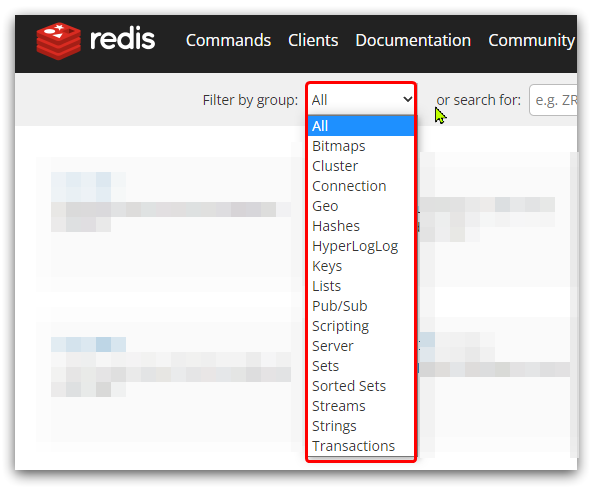 redis Commands Clients Documentation Community
Filter by group: All or search for: e.g. ZR
All
Bitmaps
Cluster
Connection
Geo
Hashes
HyperLogLog
Keys
Lists
Pub/Sub
Scripting
Server
Sets
Sorted Sets
Streams
Strings
Transactions